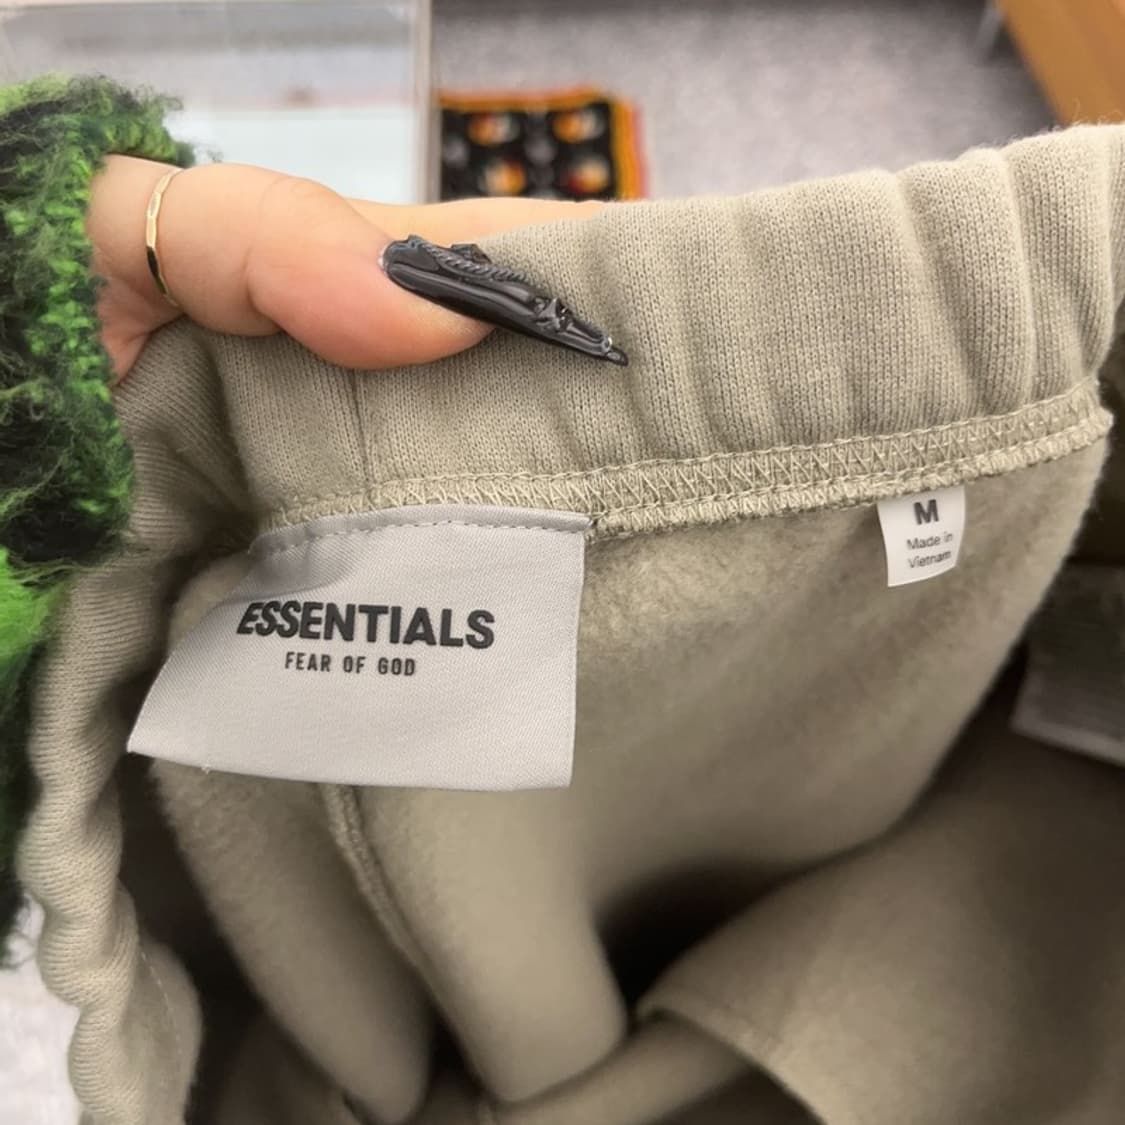 ESSENTIALS
FEAR OF GOD
M
Made in
Vietnam